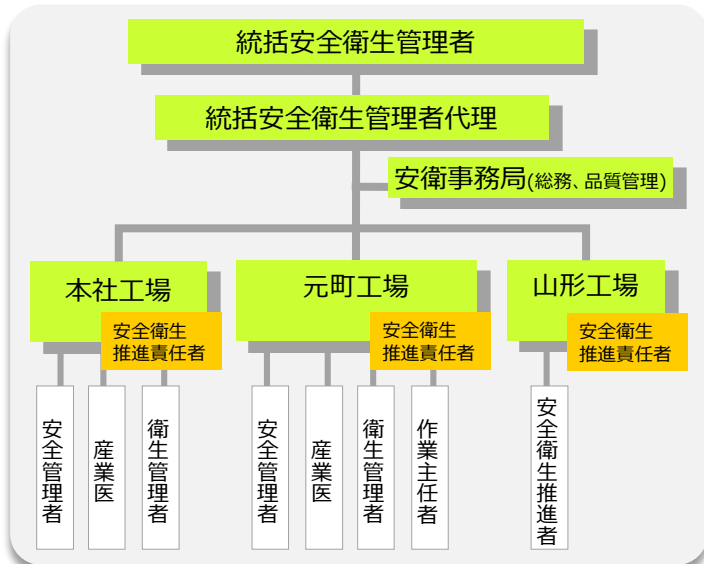 統括安全衛生管理者
統括安全衛生管理者代理
安衛事務局(総務、品質管理)
本社工場
安全衛生
推進責任者
元町工場
安全衛生
推進責任者
山形工場
安全衛生
推進責任者
安全管理者
産業医
衛生管理者
安全管理者
産業医
衛生管理者
作業主任者
安全衛生推進者